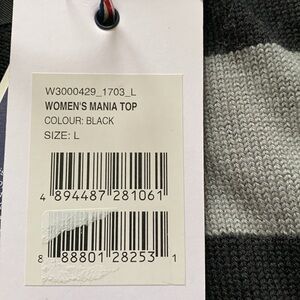 W3000429_1703_L
WOMEN'S MANIA TOP
COLOUR: BLACK
SIZE: L
4 894487 281061
8 88801 28253 1